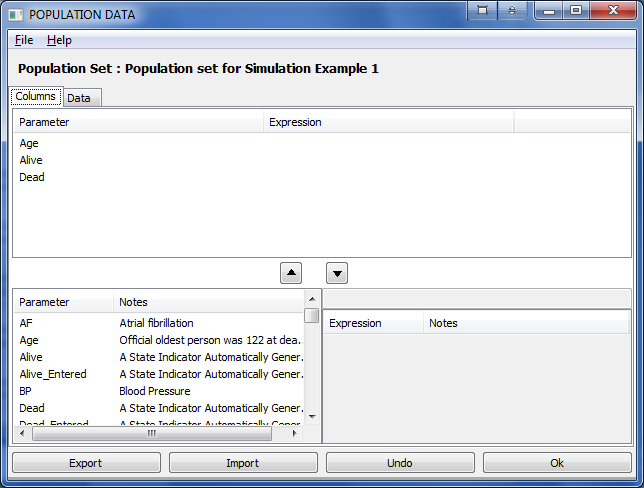 POPULATION DATA
File Help
Population Set : Population set for Simulation Example 1
Columns Data
Parameter Expression
Age
Alive
Dead
Parameter Notes
AF Atrial fibrillation
Age Official oldest person was 122 at dea...
Alive A State Indicator Automatically Gener...
Alive_Entered A State Indicator Automatically Gener...
BP Blood Pressure
Dead A State Indicator Automatically Gener...
Dead_Entered A State Indicator Automatically Gener...
Expression Notes
Export Import Undo Ok